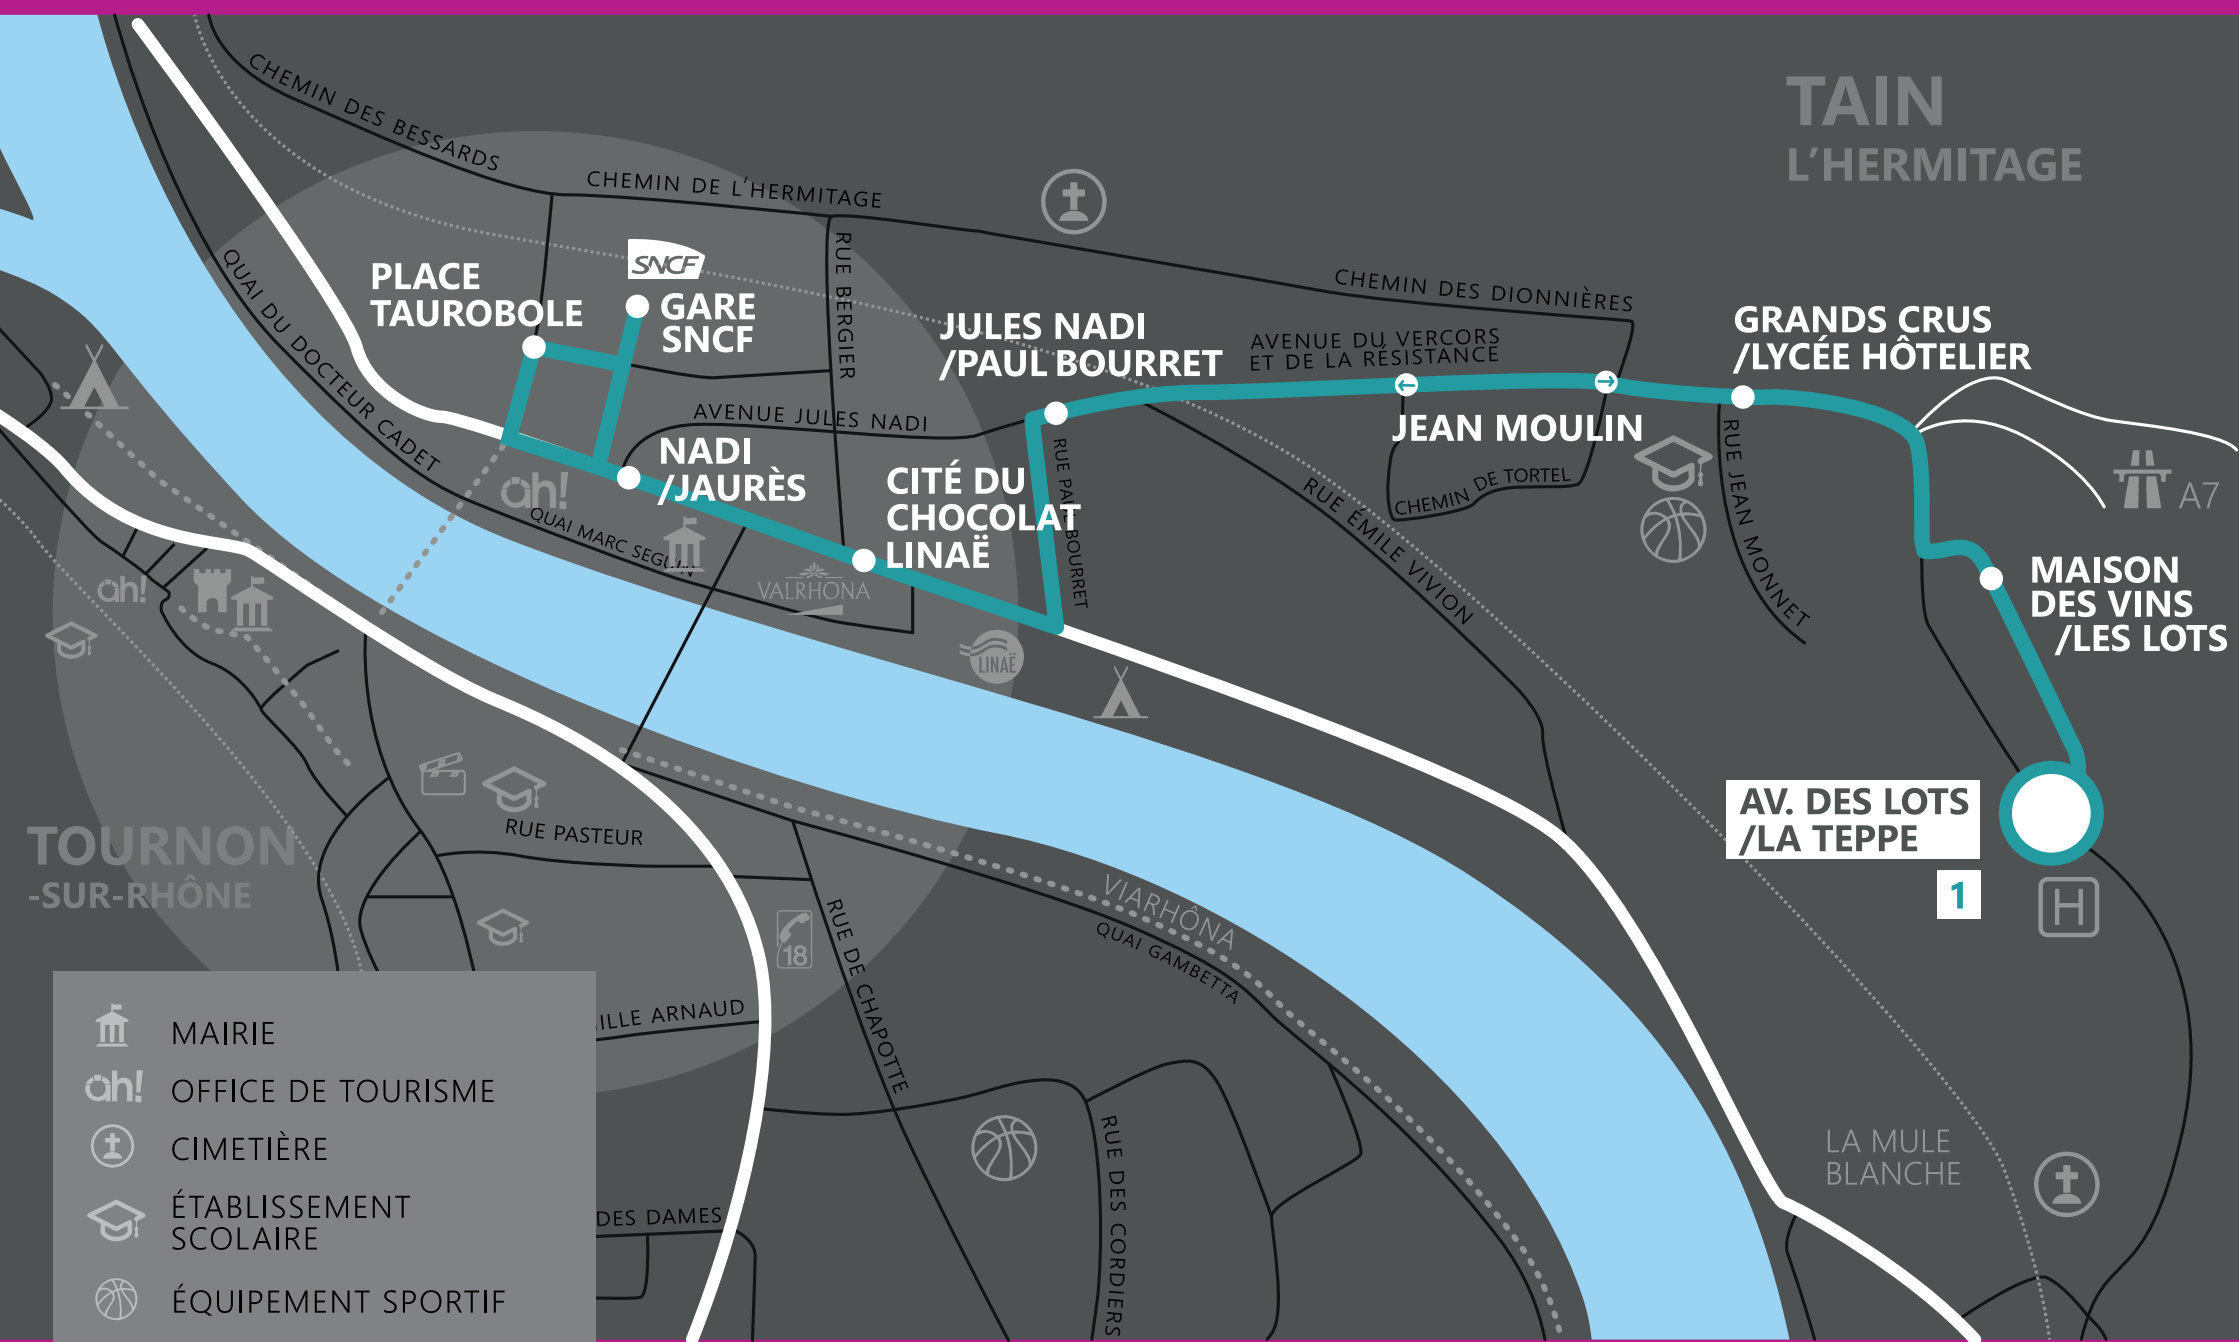 TAIN
L'HERMITAGE
CHEMIN DES BESSARDS
CHEMIN DE L'HERMITAGE
RUE BERGIER
SNCF
PLACE
TAUROBOLE
GARE
SNCF
QUAI DU DOCTEUR CADET
AVENUE JULES NADI
NADI
/JAURÈS
JULES NADI
/PAUL BOURRET
CHEMIN DES DIONNIÈRES
AVENUE DU VERCORS
ET DE LA RÉSISTANCE
GRANDS CRUS
/LYCÉE HÔTELIER
JEAN MOULIN
CHEMIN DE TORTEL
RUE JEAN MONNET
A7
CITÉ DU
CHOCOLAT
LINAË
RUE PAUL BOURRET
RUE ÉMILE VIVION
ah!
QUAI MARC SEGUIN
VALRHONA
LINAË
MAISON
DES VINS
/LES LOTS
AV. DES LOTS
/LA TEPPE
1
H
ah!
TOURNON
-SUR-RHÔNE
RUE PASTEUR
18
RUE DE CHAPOTTE
VIARHÔNA
QUAI GAMBETTA
ILLE ARNAUD
DES DAMES
RUE DES CORDIERS
LA MULE
BLANCHE
MAIRIE
ah!
OFFICE DE TOURISME
CIMETIÈRE
ÉTABLISSEMENT
SCOLAIRE
ÉQUIPEMENT SPORTIF